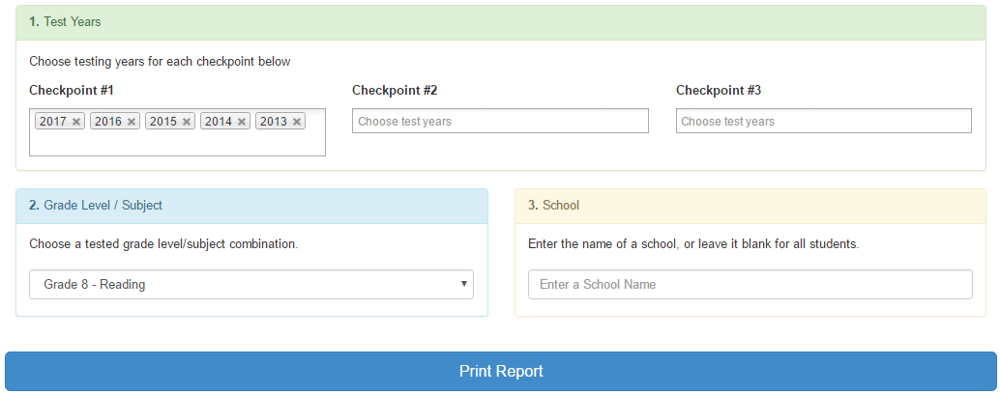 1. Test Years
Choose testing years for each checkpoint below
Checkpoint #1
Checkpoint #2
Checkpoint #3
2017 × 2016 × 2015 × 2014 × 2013 ×
Choose test years
Choose test years
2. Grade Level / Subject
Choose a tested grade level/subject combination.
Grade 8 - Reading
3. School
Enter the name of a school, or leave it blank for all students.
Enter a School Name
Print Report